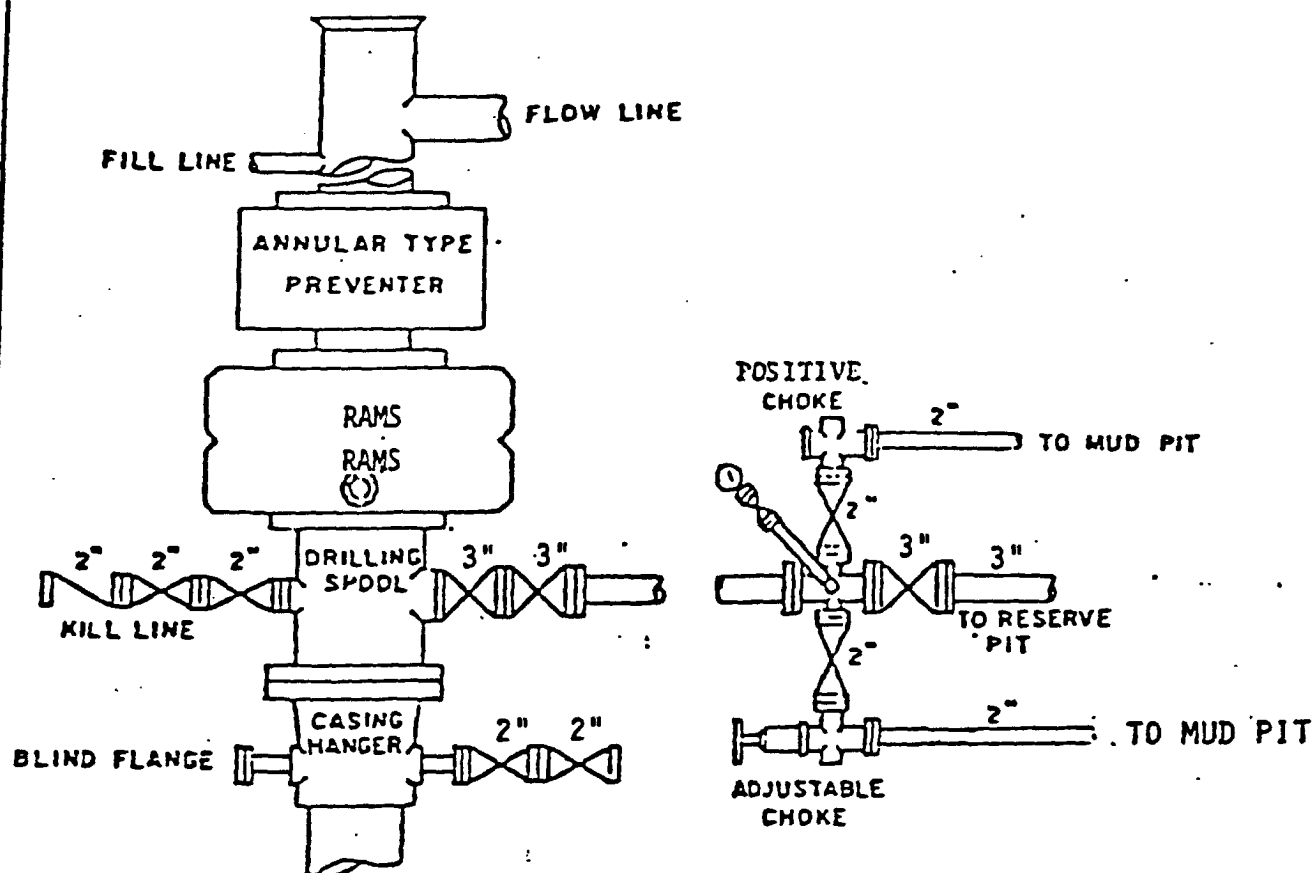 FLOW LINE
FILL LINE
ANNULAR TYPE
PREVENTER
RAMS
RAMS
POSITIVE
CHOKE
2"
TO MUD PIT
2"
2" 2" 2"
DRILLING
SPOOL
3" 3"
3" 3"
KILL LINE
TO RESERVE
PIT
2"
CASING
HANGER
2" 2"
BLIND FLANGE
2"
TO MUD PIT
ADJUSTABLE
CHOKE